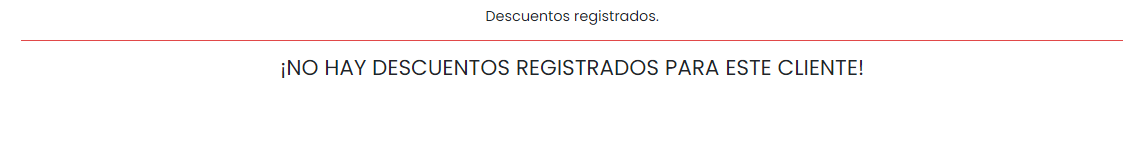 Descuentos registrados.
¡NO HAY DESCUENTOS REGISTRADOS PARA ESTE CLIENTE!